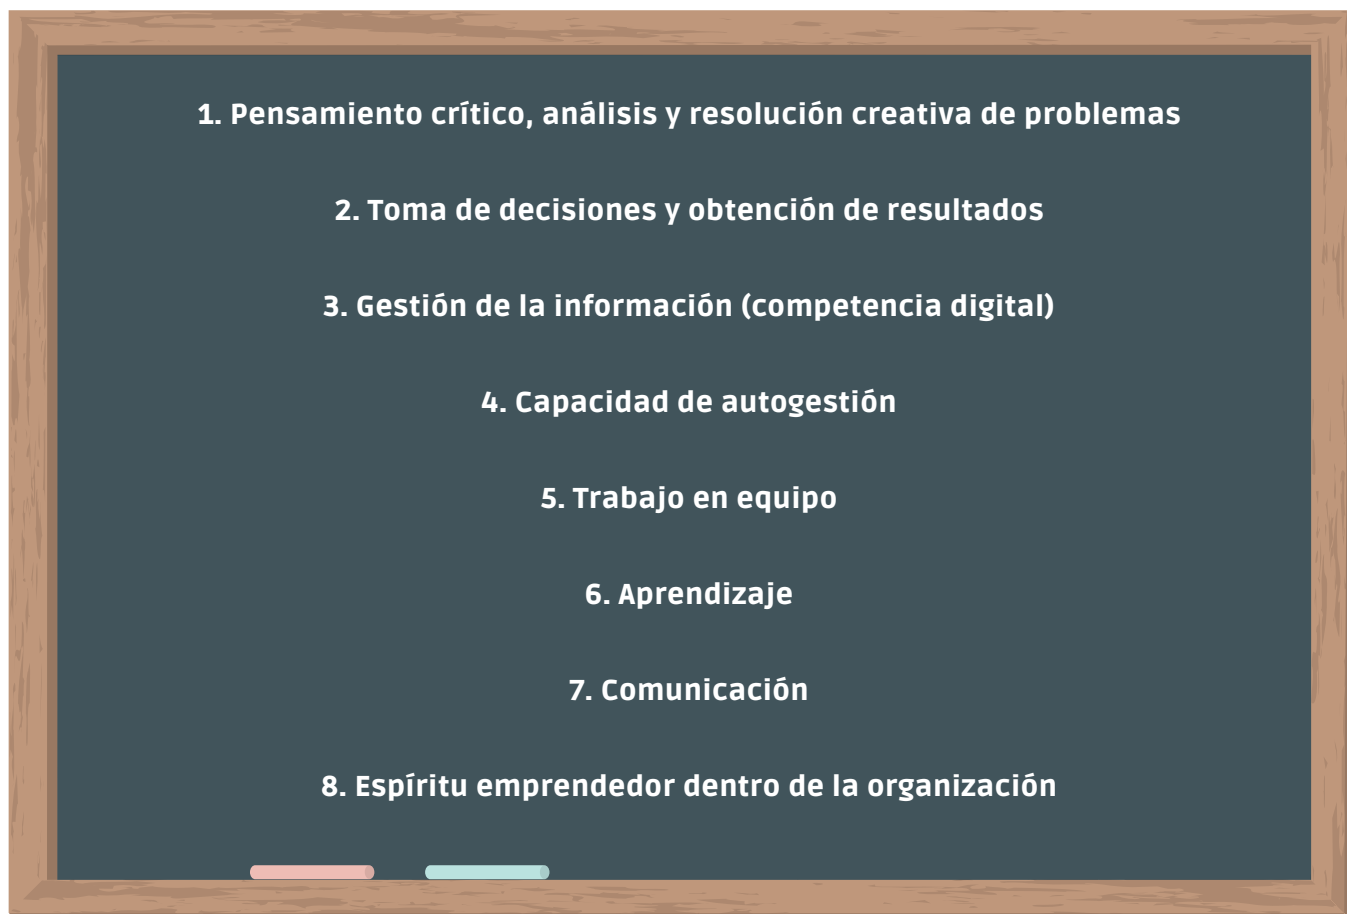 1. Pensamiento crítico, análisis y resolución creativa de problemas
2. Toma de decisiones y obtención de resultados
3. Gestión de la información (competencia digital)
4. Capacidad de autogestión
5. Trabajo en equipo
6. Aprendizaje
7. Comunicación
8. Espíritu emprendedor dentro de la organización